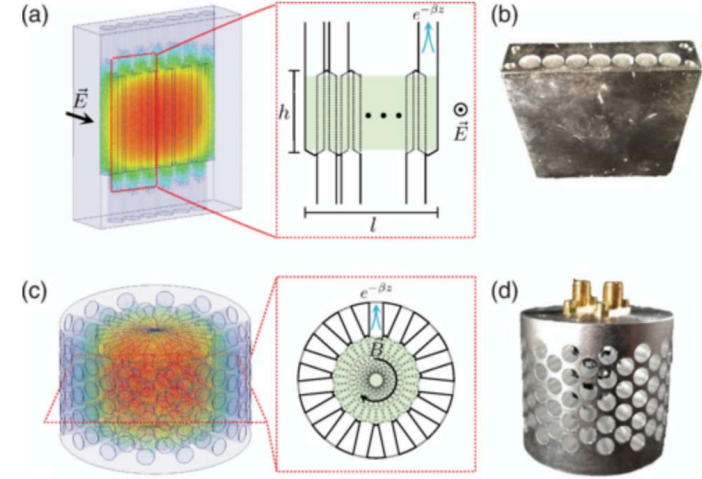 (a)
E⃗
h
e^{-βz}
E⃗
l
(b)
(c)
e^{-βz}
B⃗
(d)